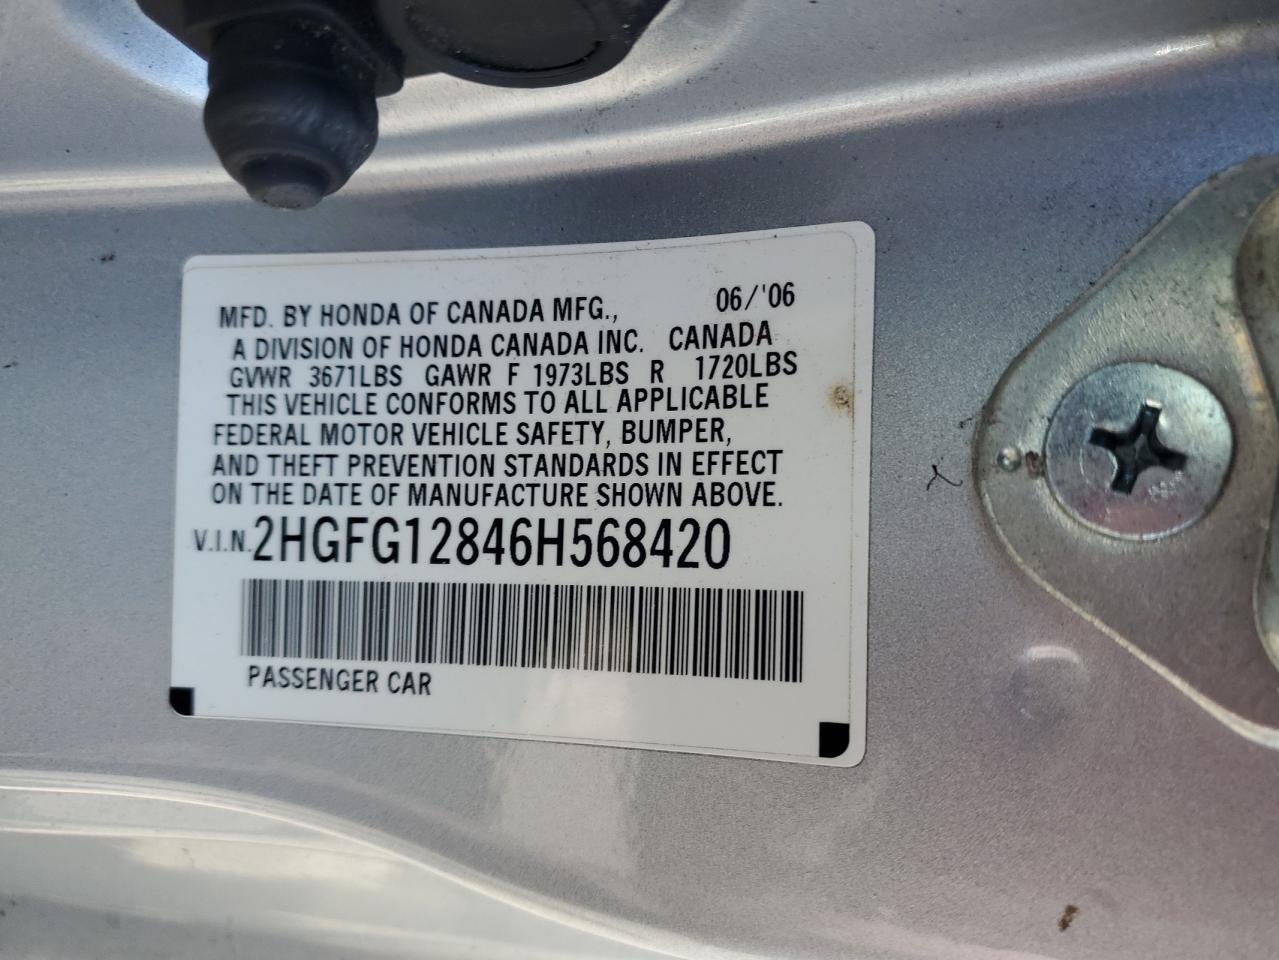 MFD. BY HONDA OF CANADA MFG., 06/'06
A DIVISION OF HONDA CANADA INC. CANADA
GVWR 3671LBS GAWR F 1973LBS R 1720LBS
THIS VEHICLE CONFORMS TO ALL APPLICABLE
FEDERAL MOTOR VEHICLE SAFETY, BUMPER,
AND THEFT PREVENTION STANDARDS IN EFFECT
ON THE DATE OF MANUFACTURE SHOWN ABOVE.
V.I.N. 2HGFG12846H568420
PASSENGER CAR